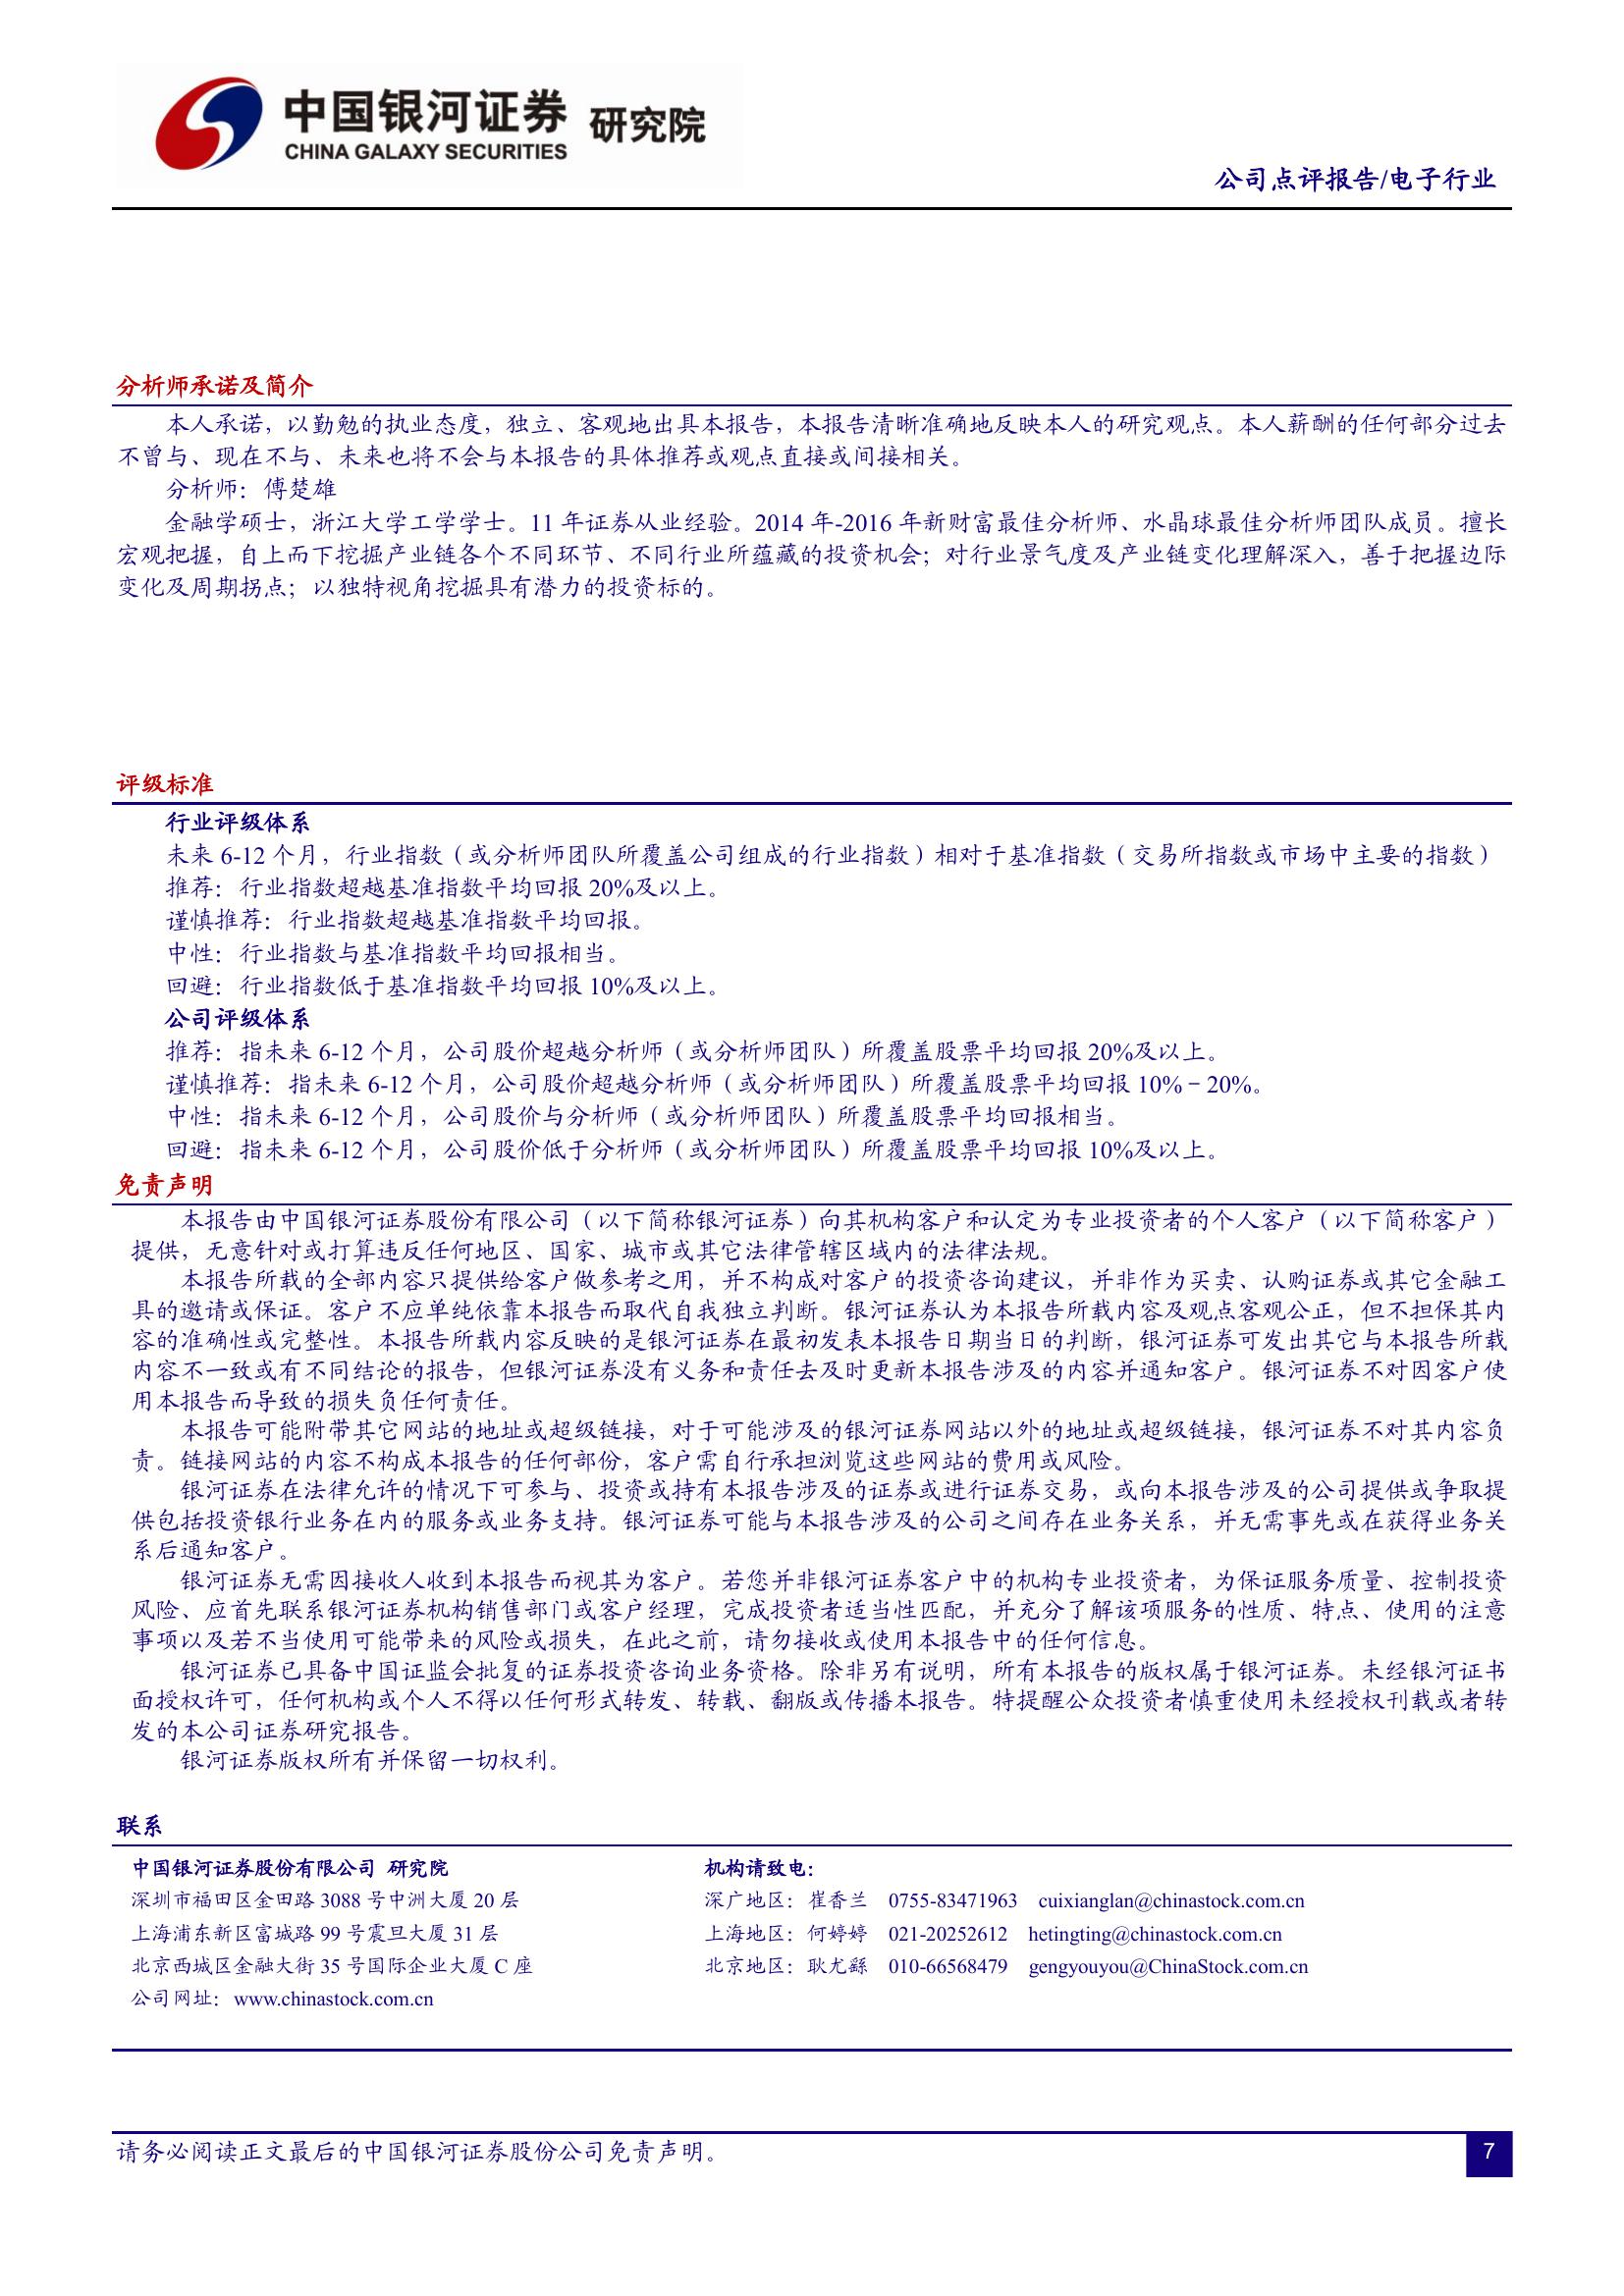 中国银河证券 研究院
CHINA GALAXY SECURITIES
公司点评报告/电子行业
分析师承诺及简介
本人承诺，以勤勉的执业态度，独立、客观地出具本报告，本报告清晰准确地反映本人的研究观点。本人薪酬的任何部分过去
不曾与、现在不与、未来也将不会与本报告的具体推荐或观点直接或间接相关。
分析师：傅楚雄
金融学硕士，浙江大学工学学士。11 年证券从业经验。2014 年-2016 年新财富最佳分析师、水晶球最佳分析师团队成员。擅长
宏观把握，自上而下挖掘产业链各个不同环节、不同行业所蕴藏的投资机会；对行业景气度及产业链变化理解深入，善于把握边际
变化及周期拐点；以独特视角挖掘具有潜力的投资标的。
评级标准
行业评级体系
未来 6-12 个月，行业指数（或分析师团队所覆盖公司组成的行业指数）相对于基准指数（交易所指数或市场中主要的指数）
推荐：行业指数超越基准指数平均回报 20%及以上。
谨慎推荐：行业指数超越基准指数平均回报。
中性：行业指数与基准指数平均回报相当。
回避：行业指数低于基准指数平均回报 10%及以上。
公司评级体系
推荐：指未来 6-12 个月，公司股价超越分析师（或分析师团队）所覆盖股票平均回报 20%及以上。
谨慎推荐：指未来 6-12 个月，公司股价超越分析师（或分析师团队）所覆盖股票平均回报 10%－20%。
中性：指未来 6-12 个月，公司股价与分析师（或分析师团队）所覆盖股票平均回报相当。
回避：指未来 6-12 个月，公司股价低于分析师（或分析师团队）所覆盖股票平均回报 10%及以上。
免责声明
本报告由中国银河证券股份有限公司（以下简称银河证券）向其机构客户和认定为专业投资者的个人客户（以下简称客户）
提供，无意针对或打算违反任何地区、国家、城市或其它法律管辖区域内的法律法规。
本报告所载的全部内容只提供给客户做参考之用，并不构成对客户的投资咨询建议，并非作为买卖、认购证券或其它金融工
具的邀请或保证。客户不应单纯依靠本报告而取代自我独立判断。银河证券认为本报告所载内容及观点客观公正，但不担保其内
容的准确性或完整性。本报告所载内容反映的是银河证券在最初发表本报告日期当日的判断，银河证券可发出其它与本报告所载
内容不一致或有不同结论的报告，但银河证券没有义务和责任去及时更新本报告涉及的内容并通知客户。银河证券不对因客户使
用本报告而导致的损失负任何责任。
本报告可能附带其它网站的地址或超级链接，对于可能涉及的银河证券网站以外的地址或超级链接，银河证券不对其内容负
责。链接网站的内容不构成本报告的任何部份，客户需自行承担浏览这些网站的费用或风险。
银河证券在法律允许的情况下可参与、投资或持有本报告涉及的证券或进行证券交易，或向本报告涉及的公司提供或争取提
供包括投资银行业务在内的服务或业务支持。银河证券可能与本报告涉及的公司之间存在业务关系，并无需事先或在获得业务关
系后通知客户。
银河证券无需因接收人收到本报告而视其为客户。若您并非银河证券客户中的机构专业投资者，为保证服务质量、控制投资
风险、应首先联系银河证券机构销售部门或客户经理，完成投资者适当性匹配，并充分了解该项服务的性质、特点、使用的注意
事项以及若不当使用可能带来的风险或损失，在此之前，请勿接收或使用本报告中的任何信息。
银河证券已具备中国证监会批复的证券投资咨询业务资格。除非另有说明，所有本报告的版权属于银河证券。未经银河证书
面授权许可，任何机构或个人不得以任何形式转发、转载、翻版或传播本报告。特提醒公众投资者慎重使用未经授权刊载或者转
发的本公司证券研究报告。
银河证券版权所有并保留一切权利。
联系
中国银河证券股份有限公司 研究院
深圳市福田区金田路 3088 号中洲大厦 20 层
上海浦东新区富城路 99 号震旦大厦 31 层
北京西城区金融大街 35 号国际企业大厦 C 座
公司网址：www.chinastock.com.cn
机构请致电：
深广地区：崔香兰 0755-83471963 cuixianglan@chinastock.com.cn
上海地区：何婷婷 021-20252612 hetingting@chinastock.com.cn
北京地区：耿尤繇 010-66568479 gengyouyou@ChinaStock.com.cn
请务必阅读正文最后的中国银河证券股份公司免责声明。
7